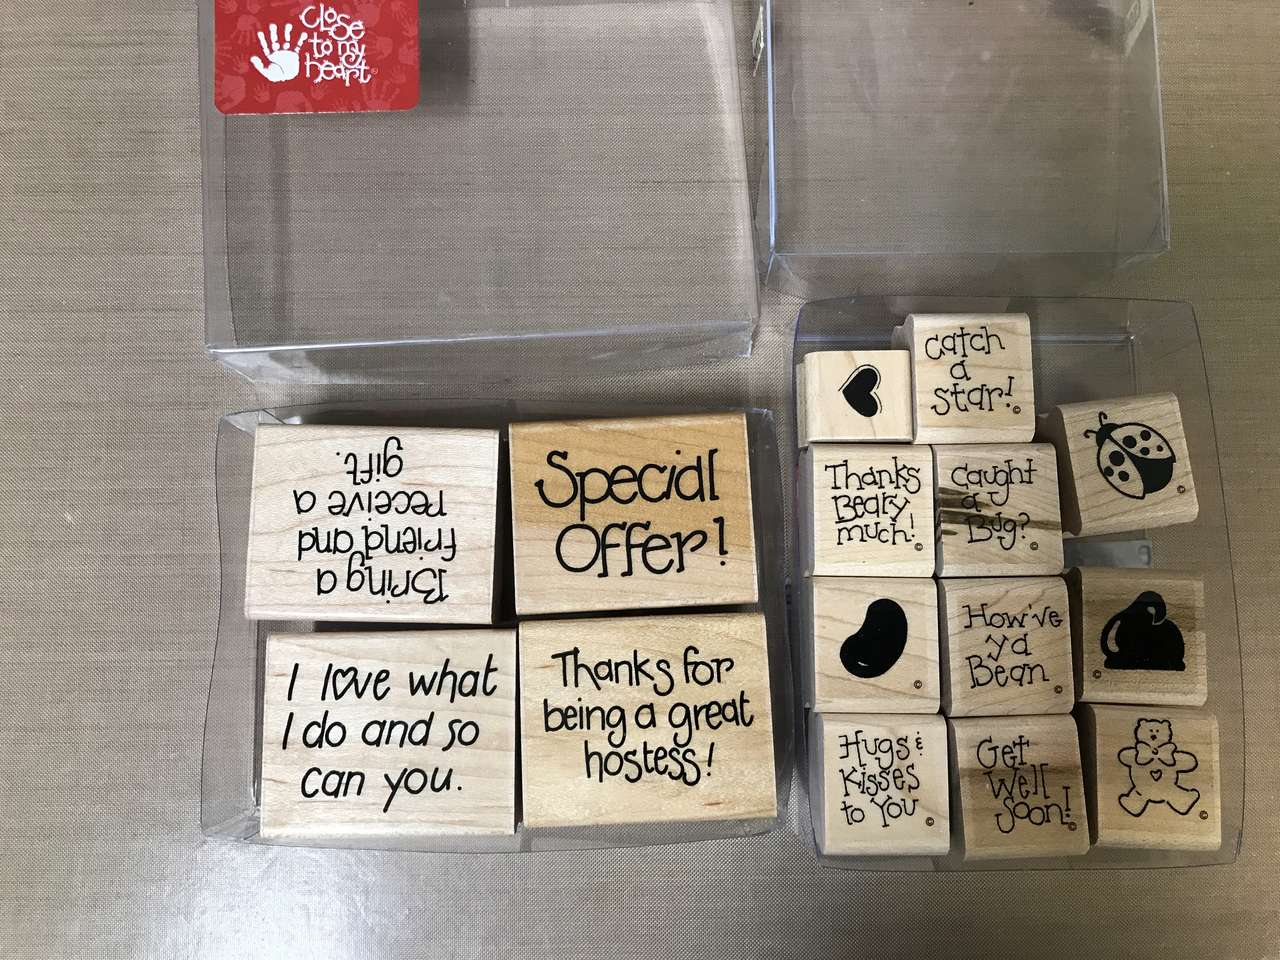 close
to my
heart
Bring a
friend and
receive a
gift.
Special
Offer!
I love what
I do and so
can you.
Thanks for
being a great
hostess!
Catch
a
star!
Thanks
Beary
much!
Caught
a
Bug?
How've
ya
Bean
Hugs &
Kisses
to You
Get
Well
Soon!